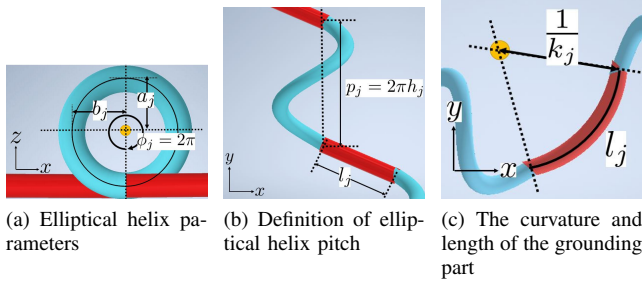 a_j
b_j
ϕ_j = 2π
z
x
p_j = 2πh_j
y
l_j
x
1
k_j
y
x
l_j
(a) Elliptical helix pa-
rameters
(b) Definition of ellip-
tical helix pitch
(c) The curvature and
length of the grounding
part